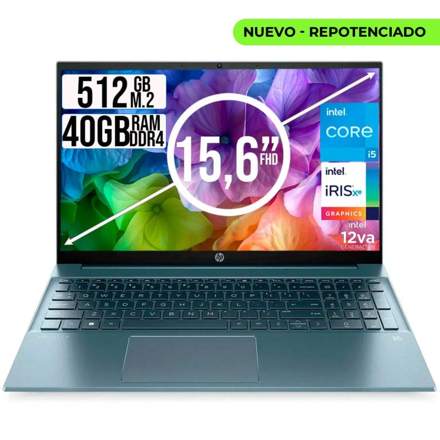 NUEVO - REPOTENCIADO
512 GB
M.2
40GB RAM
DDR4
15,6" FHD
intel
CORE
i5
intel
iRIS xe
GRAPHICS
intel
12va
GENERACIÓN
hp